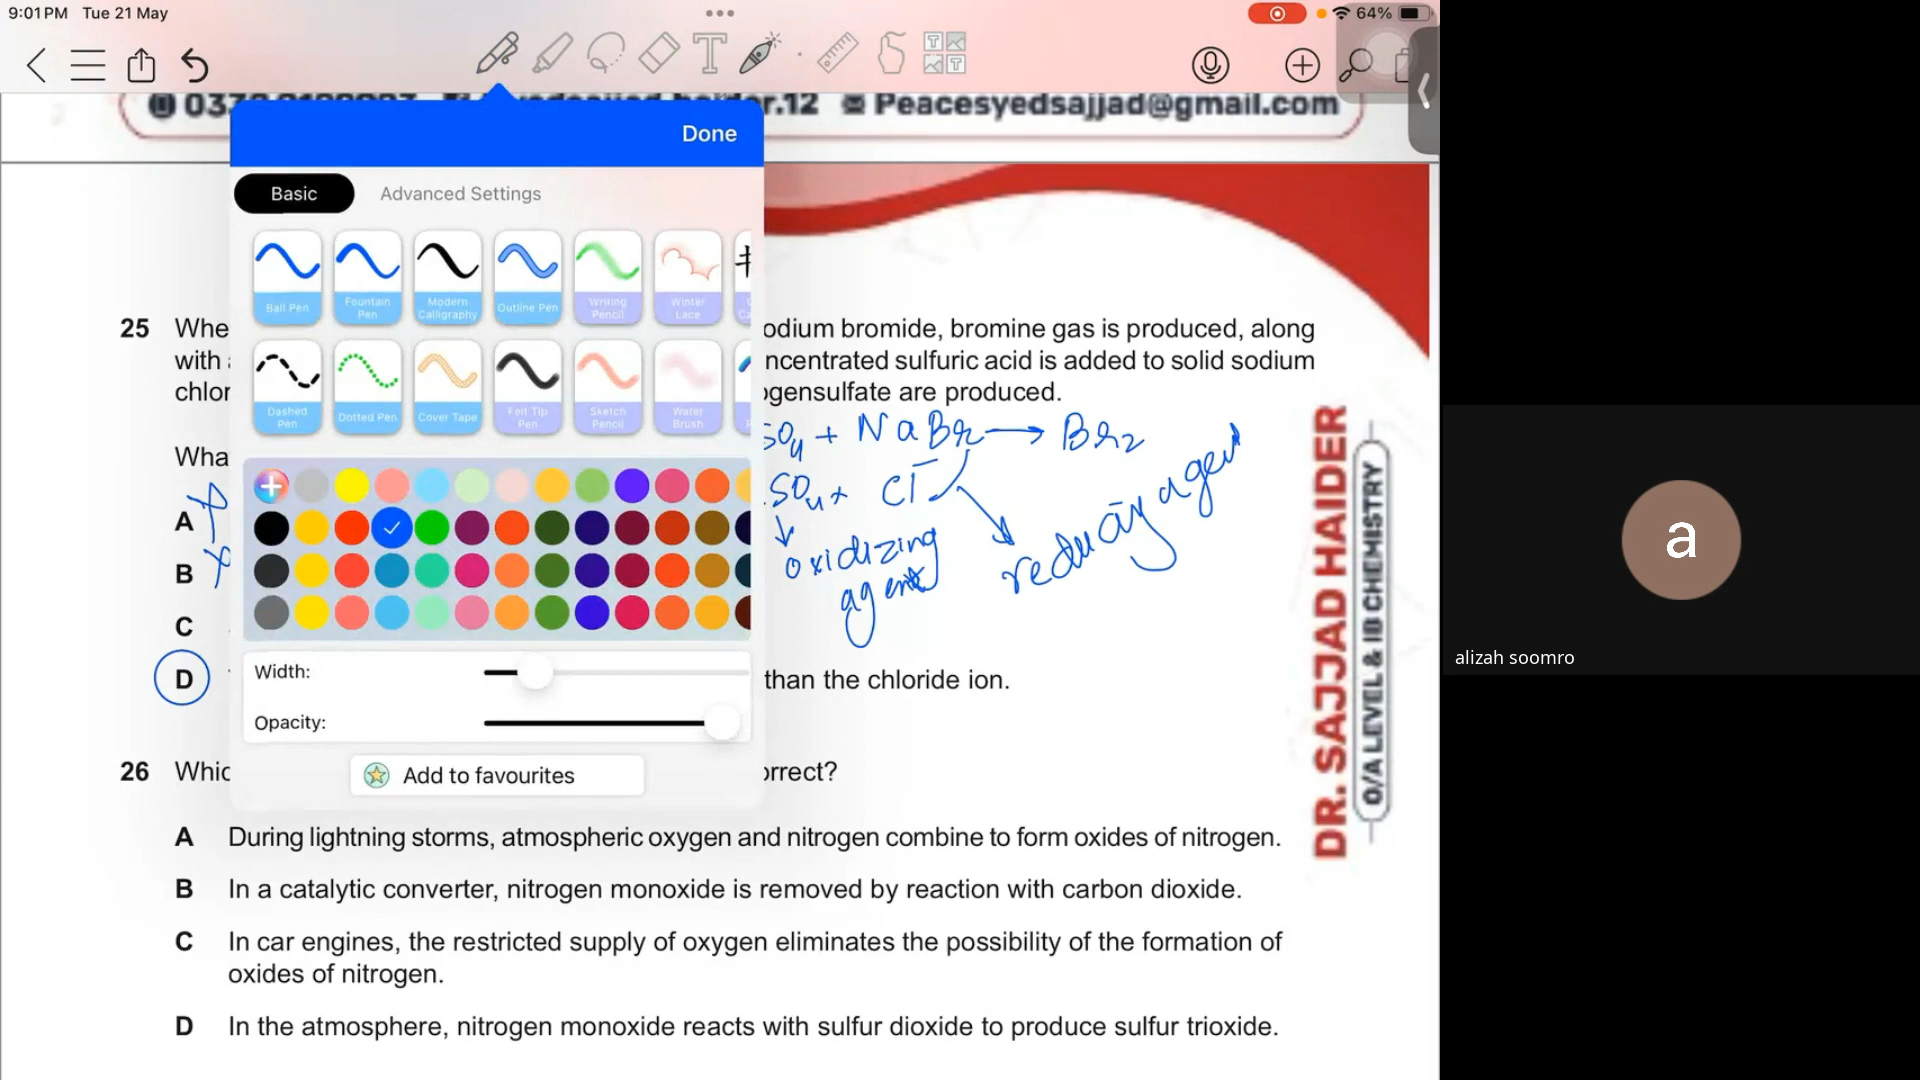 9:01PM Tue 21 May
64%
Peacesyedsajjad@gmail.com
Done
Basic Advanced Settings
Ball Pen
Fountain Pen
Modern Calligraphy
Outline Pen
Writing Pencil
Winter Lace
Dashed Pen
Dotted Pen
Cover Tape
Felt Tip Pen
Sketch Pencil
Water Brush
Width:
Opacity:
Add to favourites
25 Whe odium bromide, bromine gas is produced, along
with ncentrated sulfuric acid is added to solid sodium
chlor ogensulfate are produced.
SO4 + NaBr → Br2
Wha
SO4 + Cl-
A
oxidizing agent
reducing agent
B
C
D than the chloride ion.
26 Whic orrect?
A During lightning storms, atmospheric oxygen and nitrogen combine to form oxides of nitrogen.
B In a catalytic converter, nitrogen monoxide is removed by reaction with carbon dioxide.
C In car engines, the restricted supply of oxygen eliminates the possibility of the formation of
oxides of nitrogen.
D In the atmosphere, nitrogen monoxide reacts with sulfur dioxide to produce sulfur trioxide.
DR. SAJJAD HAIDER
O/A LEVEL & IB CHEMISTRY
a
alizah soomro